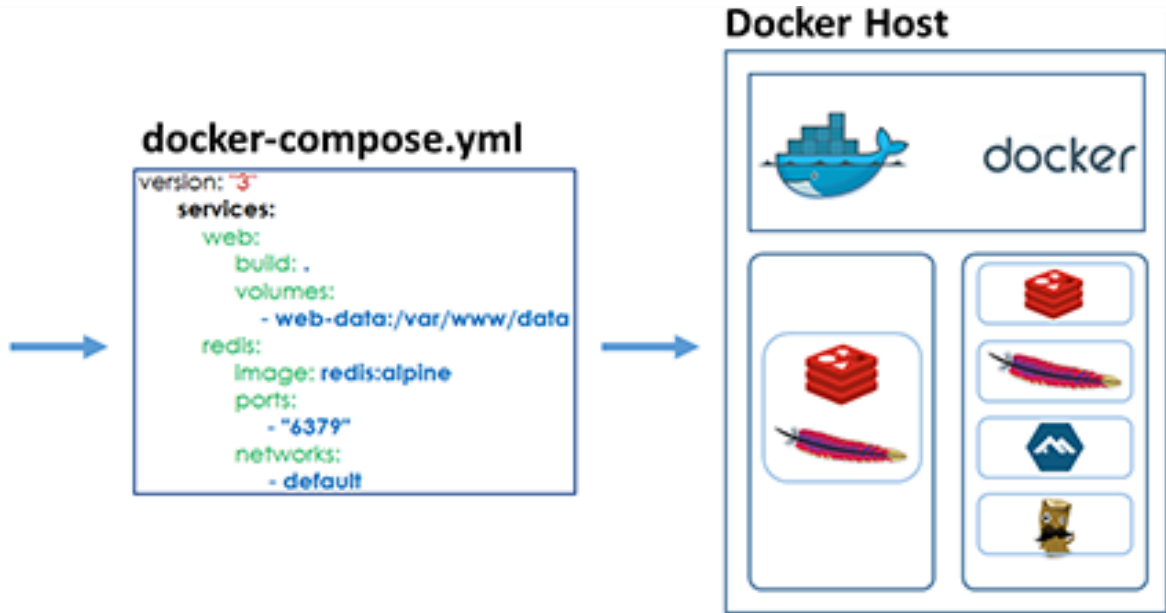 docker-compose.yml
version: "3"
services:
web:
build: .
volumes:
- web-data:/var/www/data
redis:
image: redis:alpine
ports:
- "6379"
networks:
- default
Docker Host
docker